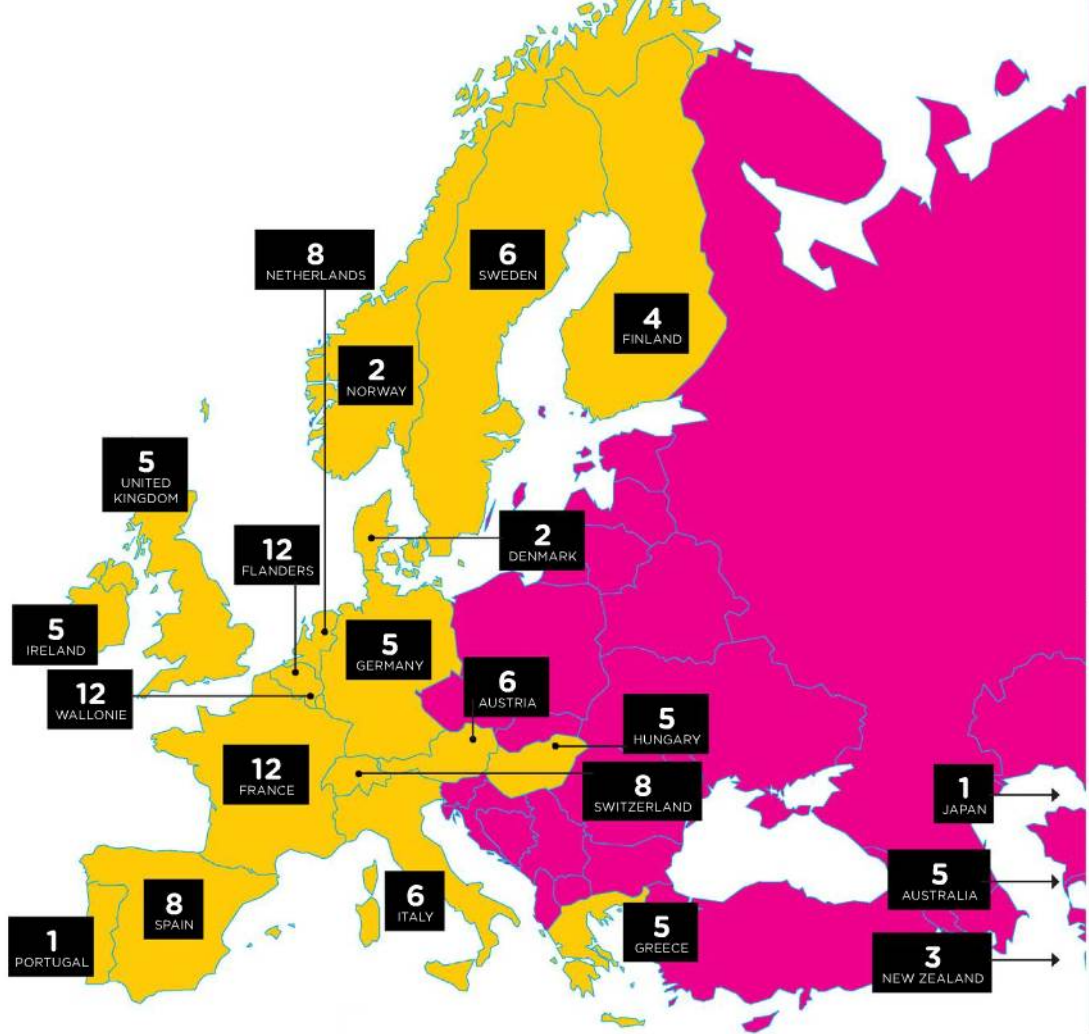 8
NETHERLANDS
6
SWEDEN
4
FINLAND
2
NORWAY
5
UNITED
KINGDOM
12
FLANDERS
2
DENMARK
5
IRELAND
5
GERMANY
12
WALLONIE
6
AUSTRIA
5
HUNGARY
12
FRANCE
8
SWITZERLAND
1
JAPAN
5
AUSTRALIA
8
SPAIN
6
ITALY
5
GREECE
1
PORTUGAL
3
NEW ZEALAND